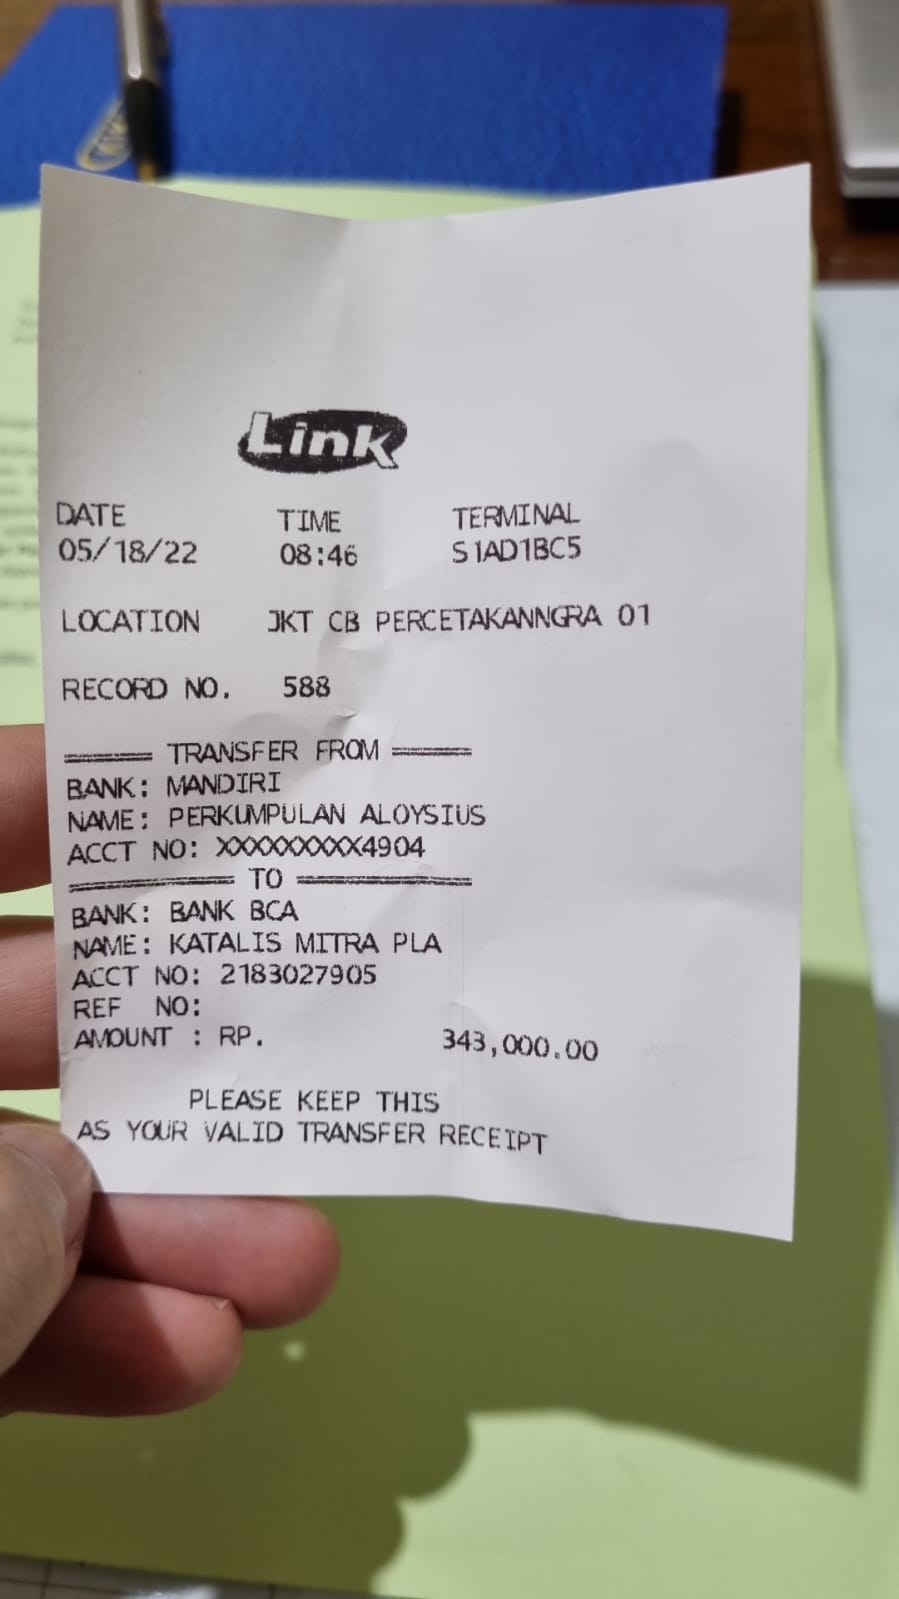 Link
DATE TIME TERMINAL
05/18/22 08:46 S1AD1BC5
LOCATION JKT CB PERCETAKANNGRA 01
RECORD NO. 588
====== TRANSFER FROM ======
BANK: MANDIRI
NAME: PERKUMPULAN ALOYSIUS
ACCT NO: XXXXXXXXX4904
============ TO ============
BANK: BANK BCA
NAME: KATALIS MITRA PLA
ACCT NO: 2183027905
REF NO:
AMOUNT : RP. 343,000.00
PLEASE KEEP THIS
AS YOUR VALID TRANSFER RECEIPT